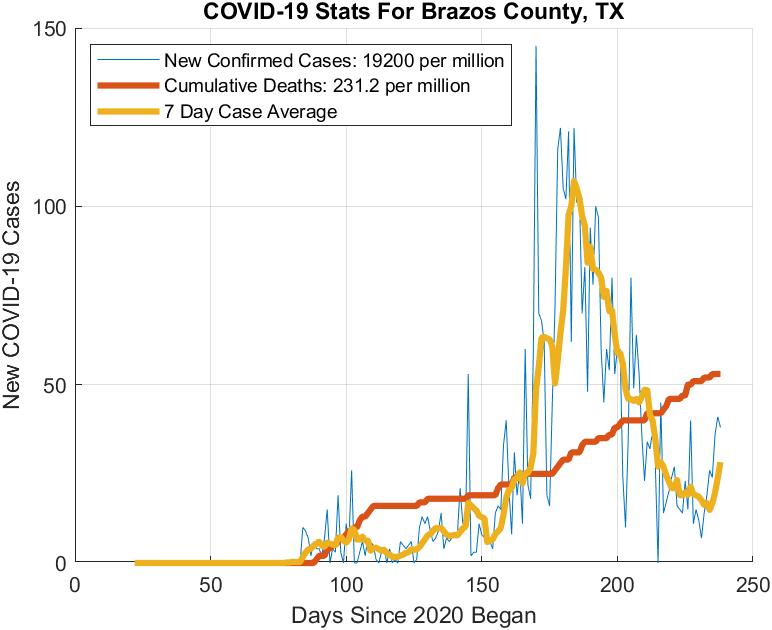 COVID-19 Stats For Brazos County, TX
150
New Confirmed Cases: 19200 per million
Cumulative Deaths: 231.2 per million
7 Day Case Average
100
New COVID-19 Cases
50
0
0 50 100 150 200 250
Days Since 2020 Began